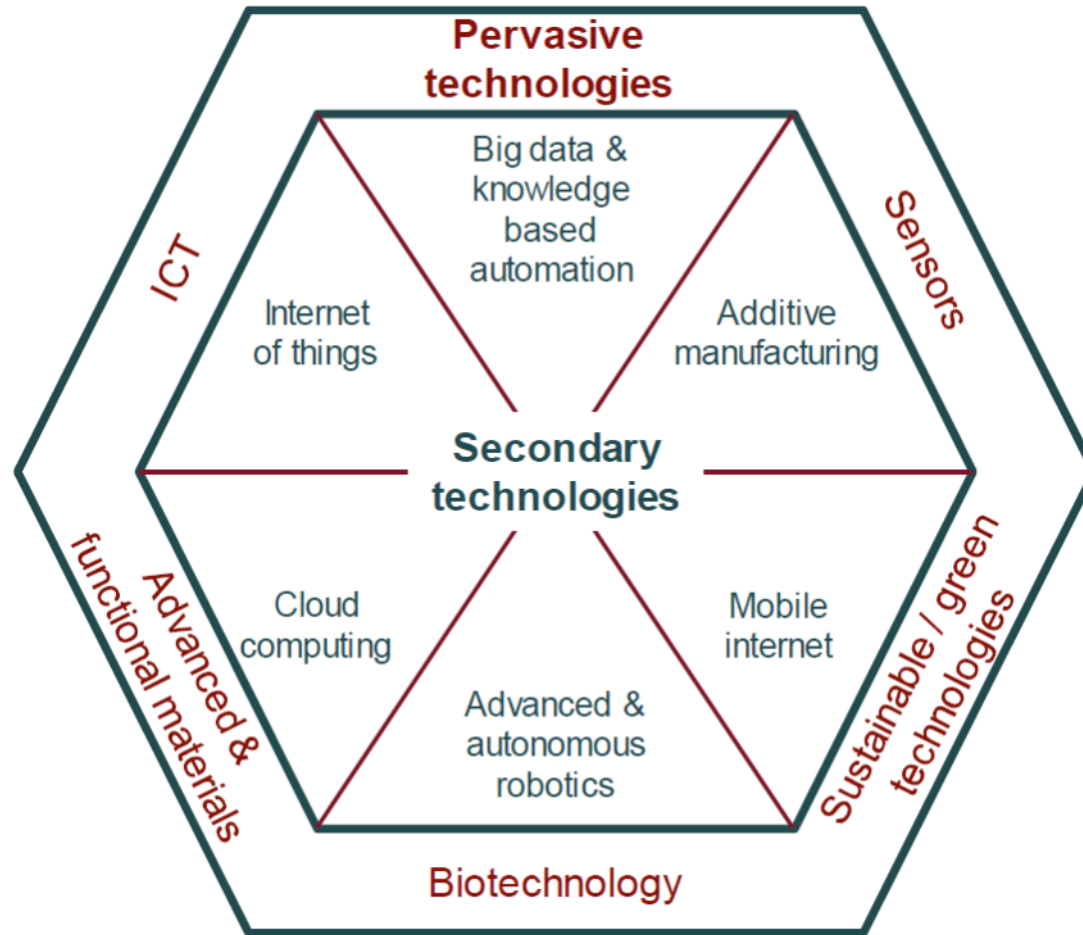 Pervasive
technologies
Big data &
knowledge
based
automation
ICT
Sensors
Internet
of things
Additive
manufacturing
Secondary
technologies
Advanced &
functional materials
Cloud
computing
Mobile
internet
Sustainable / green
technologies
Advanced &
autonomous
robotics
Biotechnology